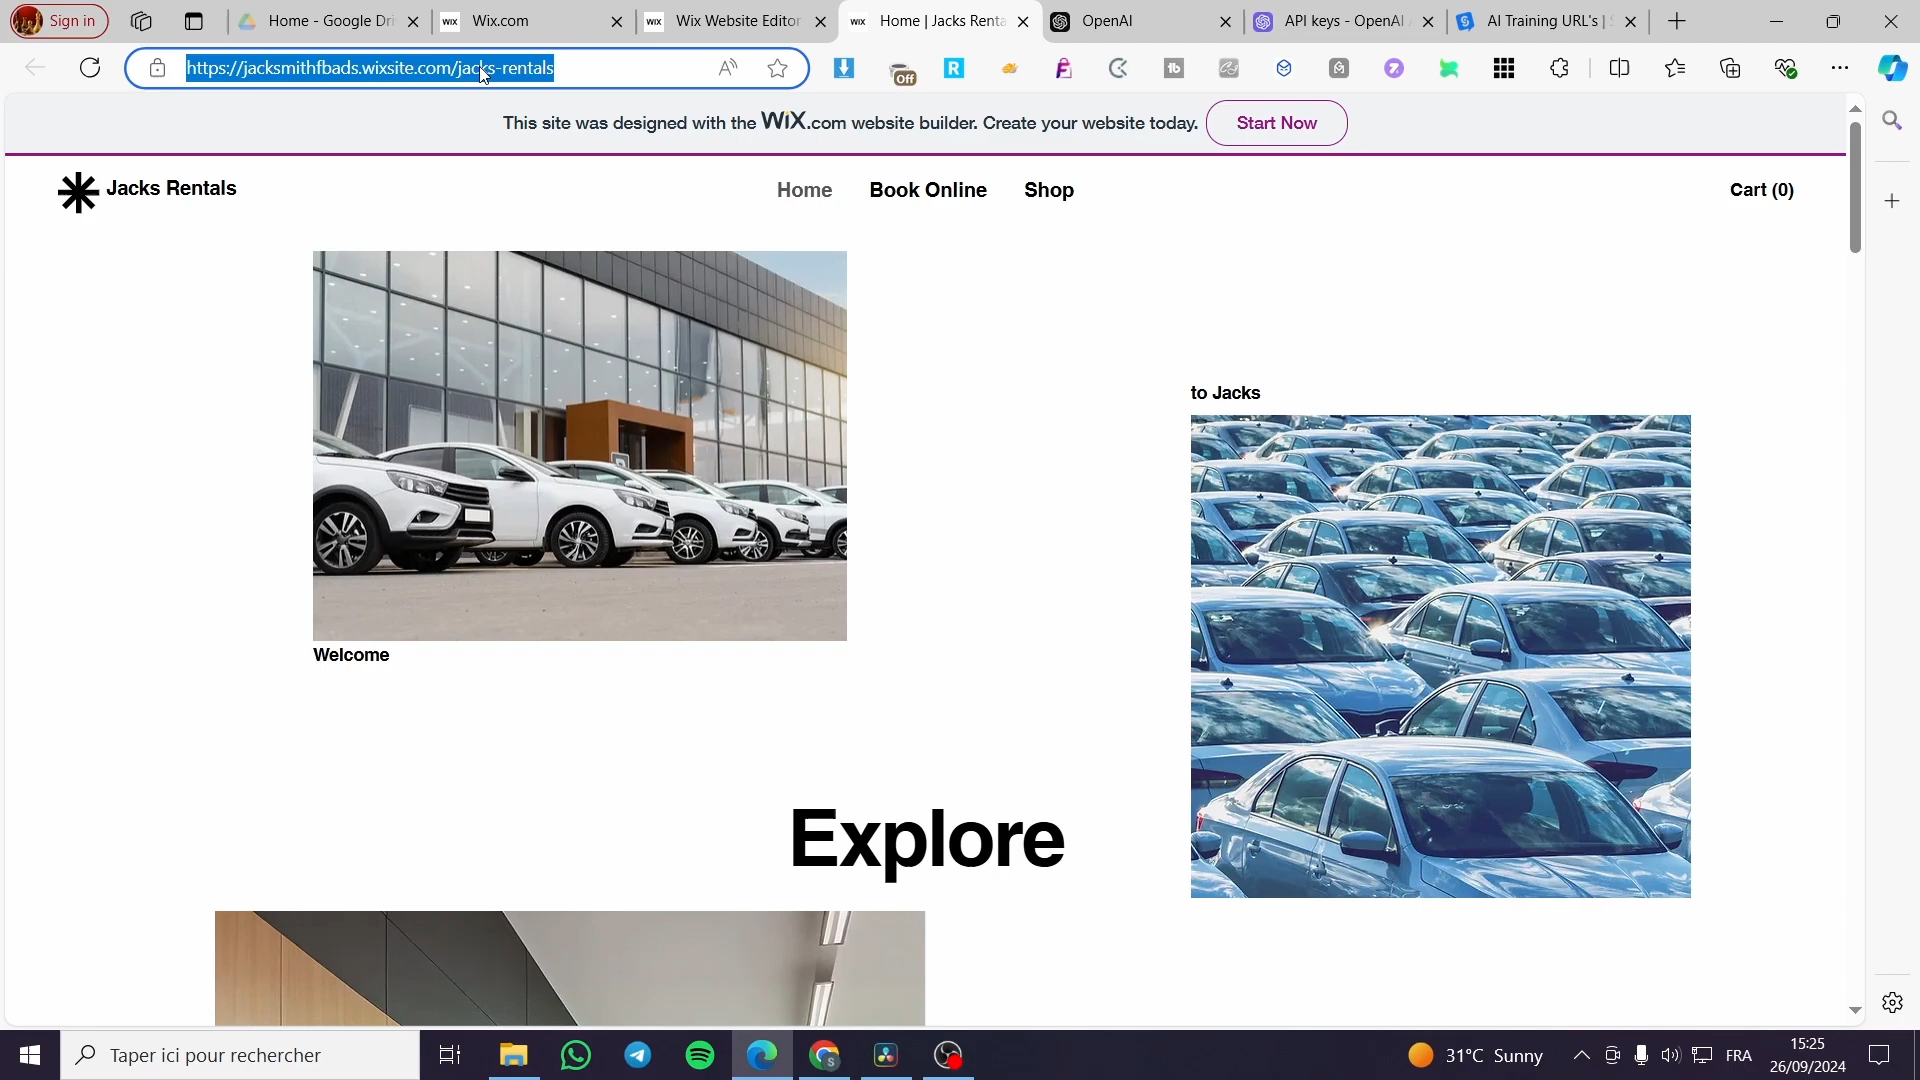 Sign in
Home - Google Dri
Wix.com
Wix Website Editor
Home | Jacks Renta
OpenAI
API keys - OpenAI A
AI Training URL's | S
https://jacksmithfbads.wixsite.com/jacks-rentals
Off
This site was designed with the WiX.com website builder. Create your website today.
Start Now
Jacks Rentals
Home
Book Online
Shop
Cart (0)
to Jacks
Welcome
Explore
Taper ici pour rechercher
31°C Sunny
FRA
15:25
26/09/2024